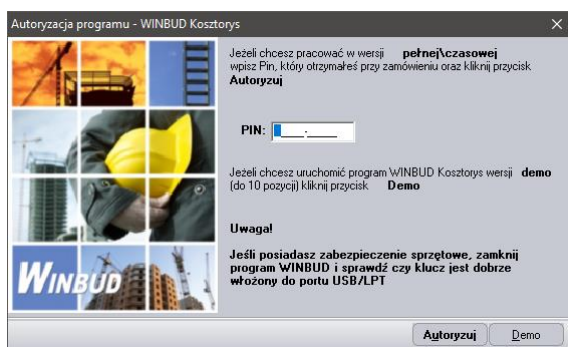 Autoryzacja programu - WINBUD Kosztorys
Jeżeli chcesz pracować w wersji pełnej\czasowej
wpisz Pin, który otrzymałeś przy zamówieniu oraz kliknij przycisk
Autoryzuj
PIN: _____-_____
Jeżeli chcesz uruchomić program WINBUD Kosztorys wersji demo
(do 10 pozycji) kliknij przycisk Demo
Uwaga!
Jeśli posiadasz zabezpieczenie sprzętowe, zamknij
program WINBUD i sprawdź czy klucz jest dobrze
włożony do portu USB/LPT
WINBUD
Autoryzuj Demo